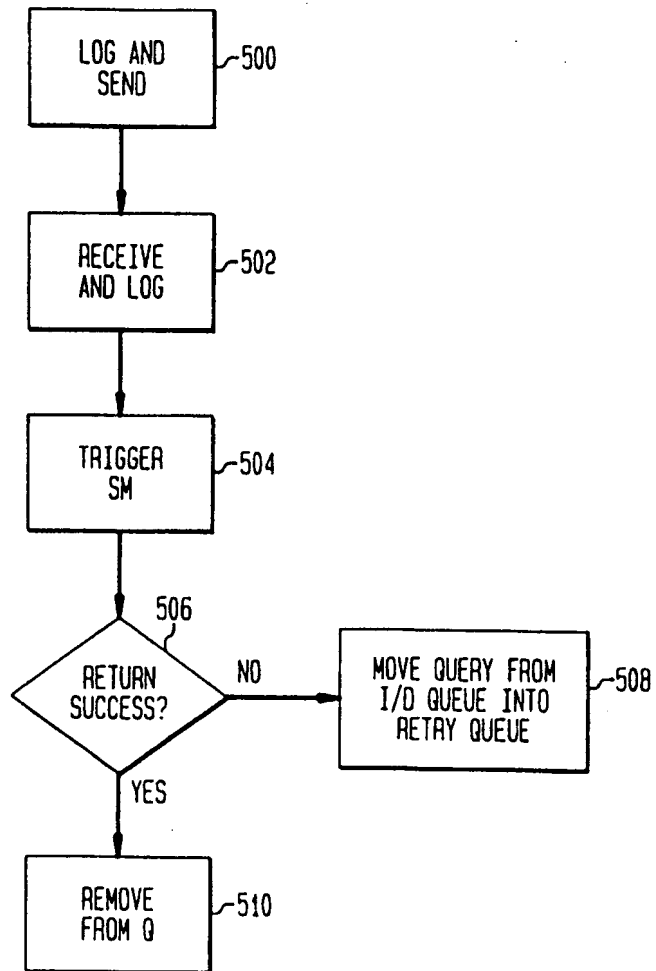 LOG AND
SEND
500
RECEIVE
AND LOG
502
TRIGGER
SM
504
506
RETURN
SUCCESS?
NO
MOVE QUERY FROM
I/D QUEUE INTO
RETRY QUEUE
508
YES
REMOVE
FROM Q
510